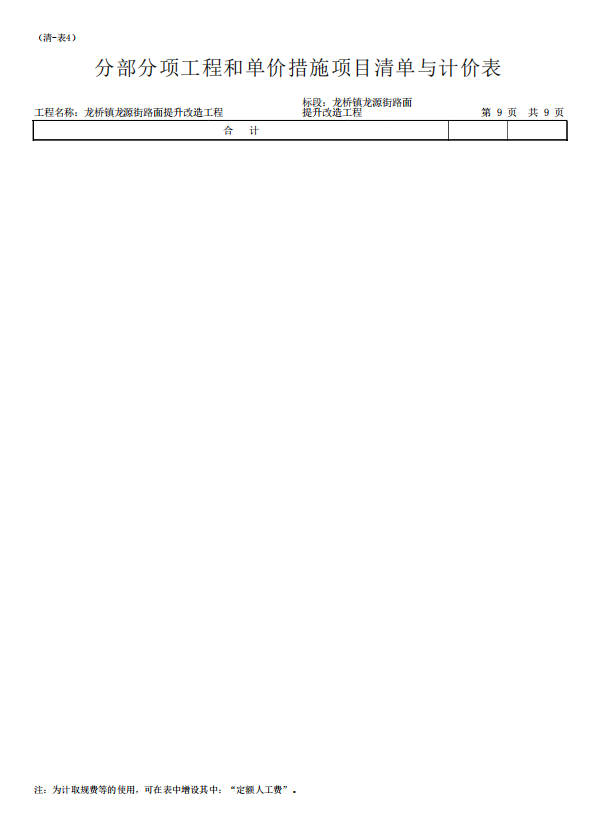 （清-表4）
分部分项工程和单价措施项目清单与计价表
工程名称：龙桥镇龙源街路面提升改造工程
标段：龙桥镇龙源街路面
提升改造工程
第 9 页 共 9 页
合 计
注：为计取规费等的使用，可在表中增设其中：“定额人工费”。